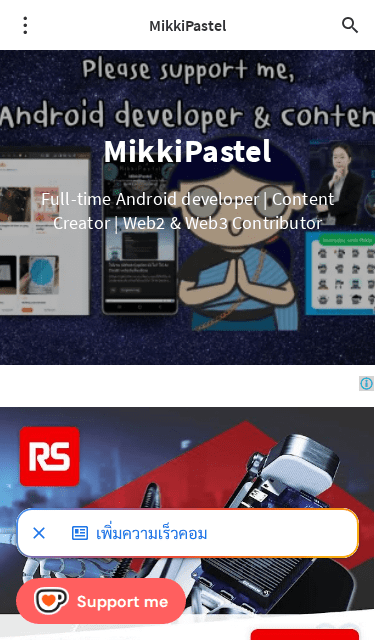 MikkiPastel
Please support me,
Android developer & conten
MikkiPastel
Full-time Android developer | Content
Creator | Web2 & Web3 Contributor
RS
เพิ่มความเร็วคอม
Support me